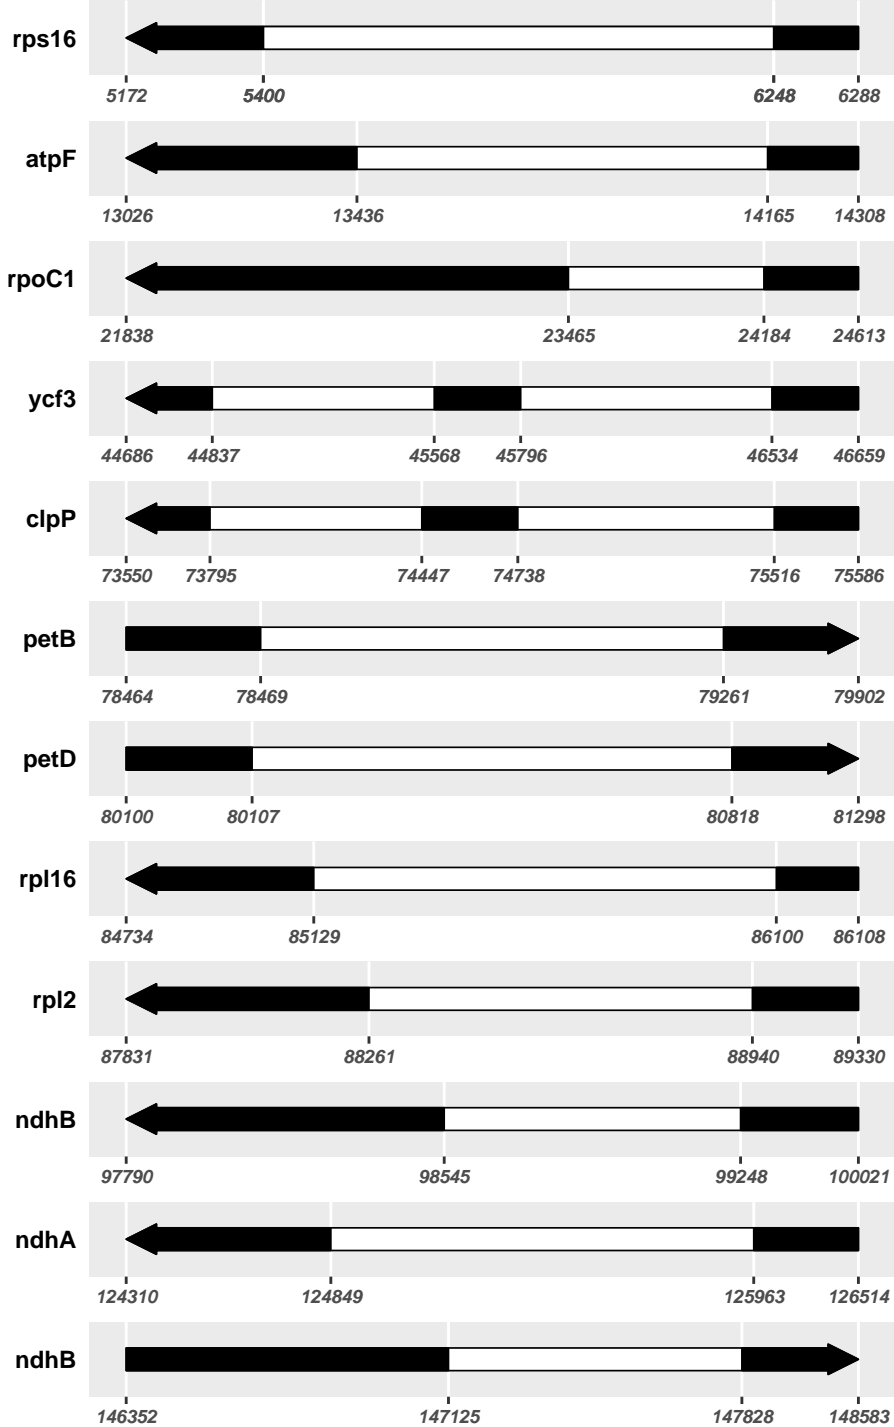 rps16
5172 5400 6248 6288
atpF
13026 13436 14165 14308
rpoC1
21838 23465 24184 24613
ycf3
44686 44837 45568 45796 46534 46659
clpP
73550 73795 74447 74738 75516 75586
petB
78464 78469 79261 79902
petD
80100 80107 80818 81298
rpl16
84734 85129 86100 86108
rpl2
87831 88261 88940 89330
ndhB
97790 98545 99248 100021
ndhA
124310 124849 125963 126514
ndhB
146352 147125 147828 148583